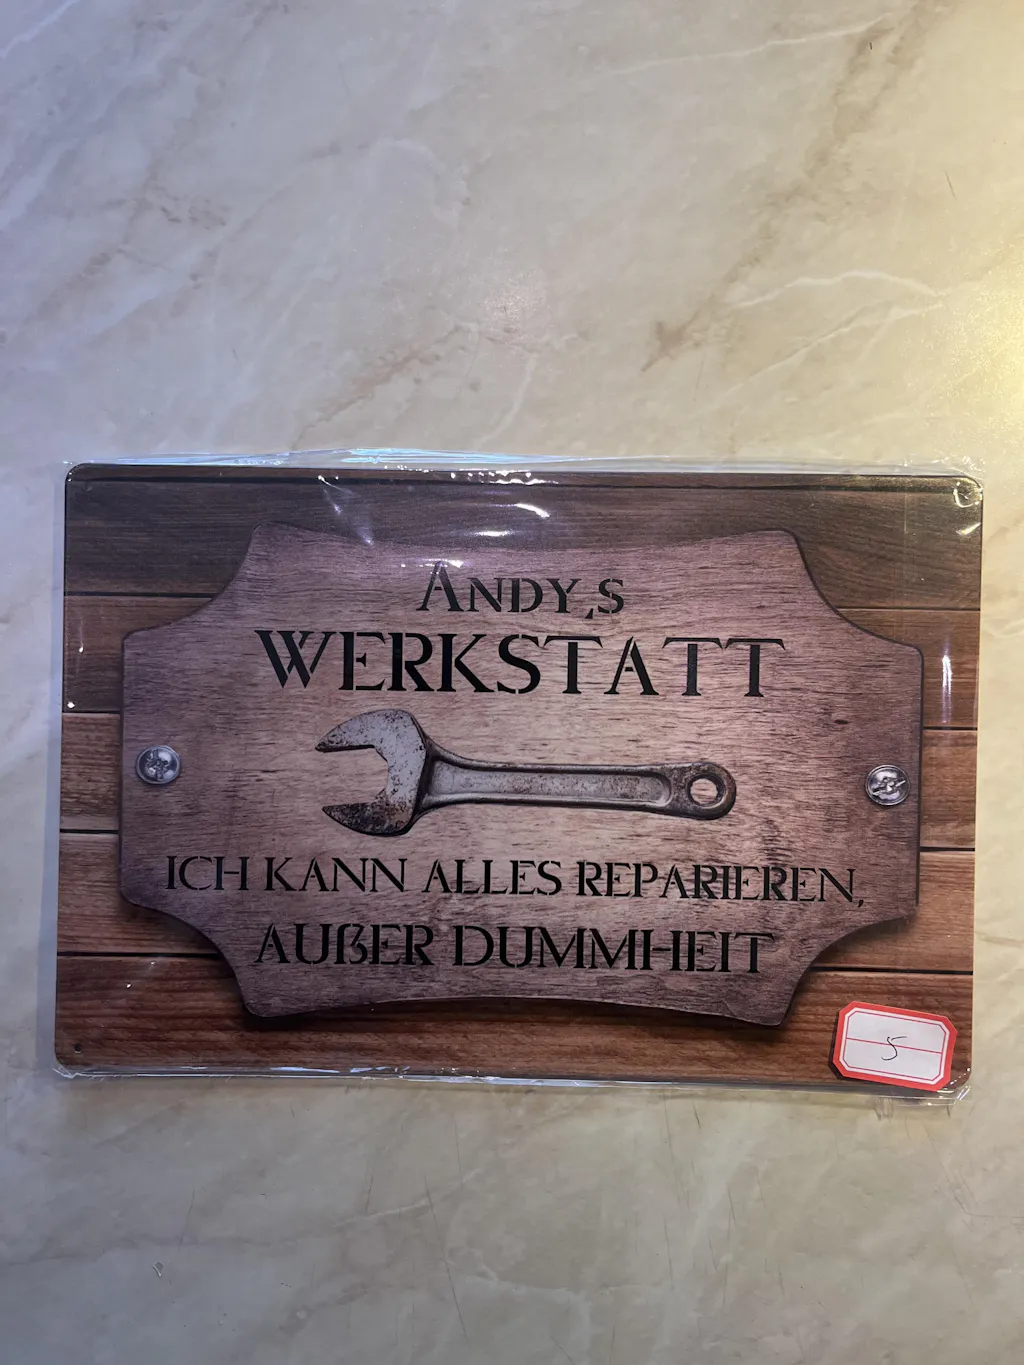 Andy,s
WERKSTATT
ICH KANN ALLES REPARIEREN,
AUßER DUMMHEIT
5